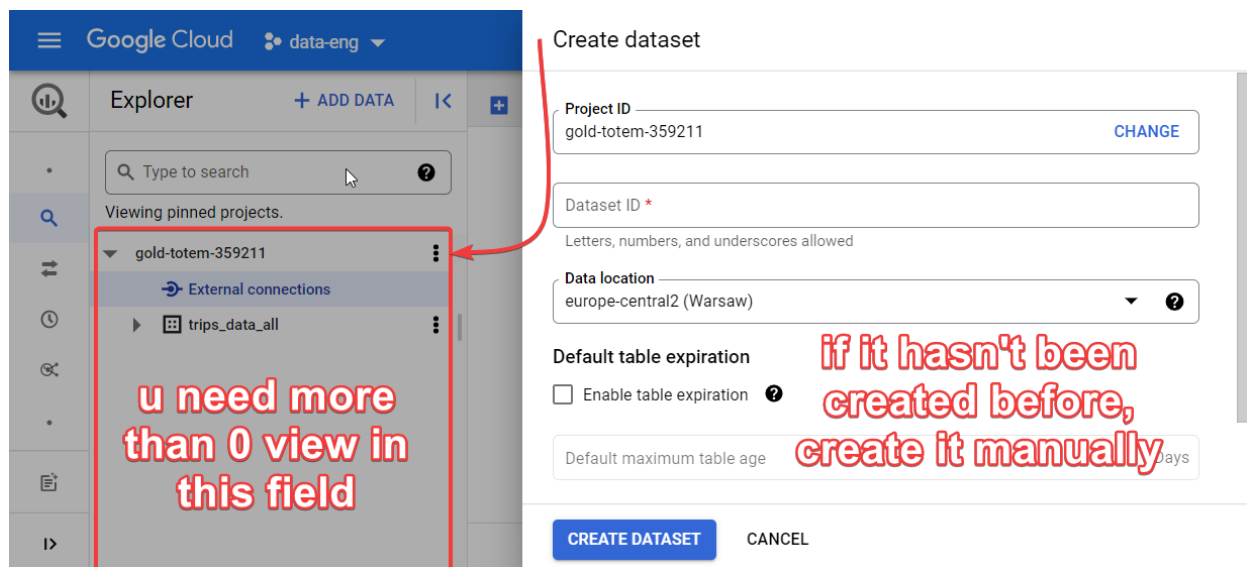 Google Cloud
data-eng
Explorer
+ ADD DATA
Type to search
Viewing pinned projects.
gold-totem-359211
External connections
trips_data_all
u need more
than 0 view in
this field
Create dataset
Project ID
gold-totem-359211
CHANGE
Dataset ID *
Letters, numbers, and underscores allowed
Data location
europe-central2 (Warsaw)
Default table expiration
Enable table expiration
if it hasn't been
created before,
create it manually
Default maximum table age
Days
CREATE DATASET
CANCEL